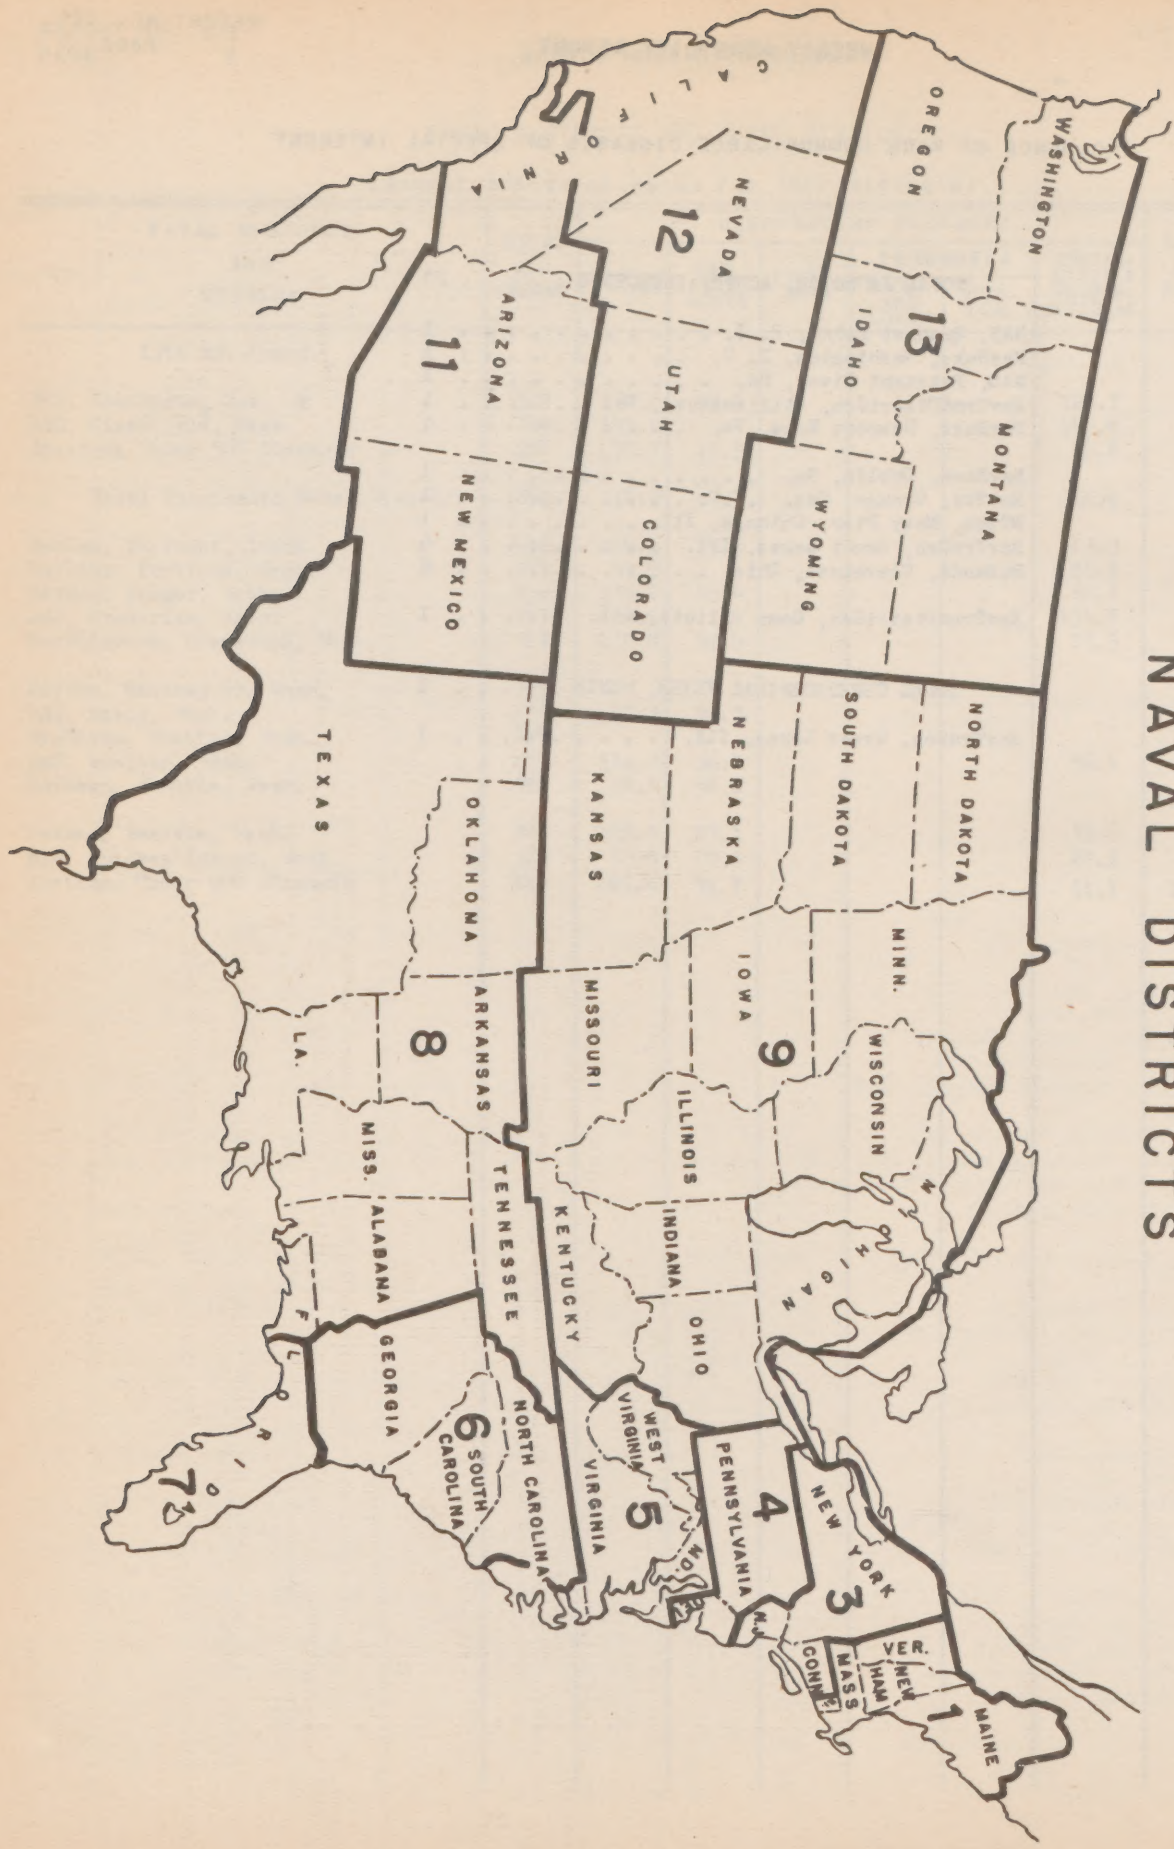 NAVAL DISTRICTS
WASHINGTON
OREGON
CALIFORNIA
NEVADA
12
IDAHO
13
MONTANA
WYOMING
UTAH
COLORADO
ARIZONA
11
NEW MEXICO
NORTH DAKOTA
SOUTH DAKOTA
NEBRASKA
KANSAS
OKLAHONA
TEXAS
MINN.
IOWA
9
MISSOURI
ARKANSAS
8
LA.
WISCONSIN
ILLINOIS
MICHIGAN
INDIANA
OHIO
KENTUCKY
TENNESSEE
MISS.
ALABANA
GEORGIA
FLORIDA
7
6
SOUTH
CAROLINA
NORTH CAROLINA
VIRGINIA
WEST
VIRGINIA
5
MD.
PENNSYLVANIA
4
NEW YORK
3
N.J.
CONN
MASS
VER.
NEW
HAM
1
MAINE